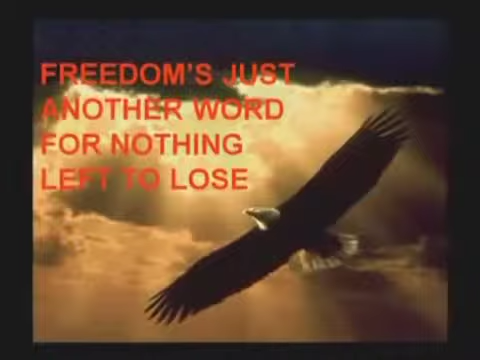 FREEDOM'S JUST
ANOTHER WORD
FOR NOTHING
LEFT TO LOSE